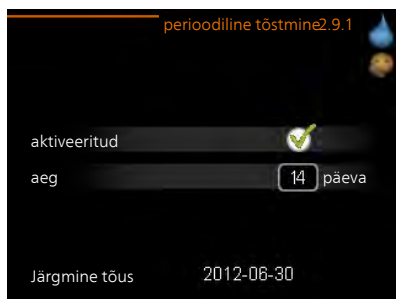 perioodiline tõstmine2.9.1
aktiveeritud
aeg 14 päeva
Järgmine tõus 2012-06-30